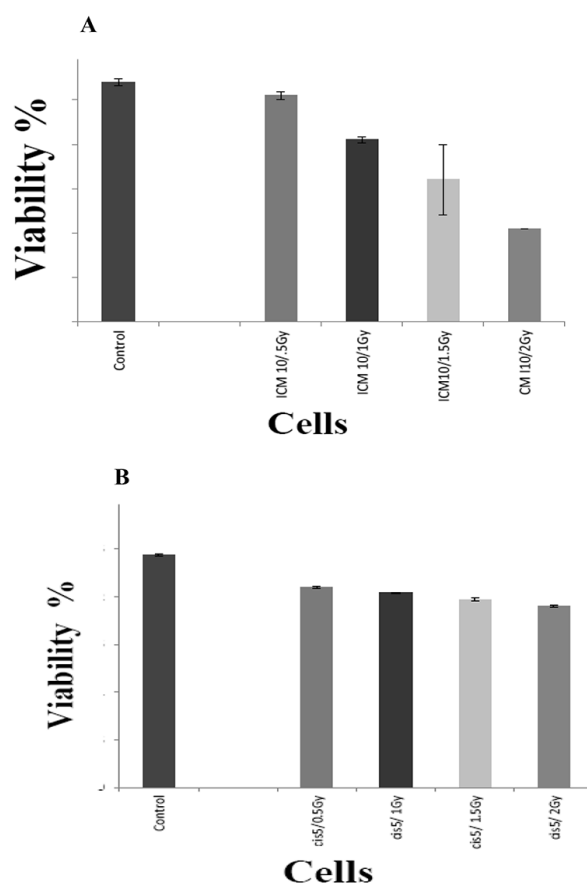 A
Viability %
Control
ICM 10/.5Gy
ICM 10/1Gy
ICM10/1.5Gy
CM I10/2Gy
Cells
B
Viability %
Control
cis5/0.5Gy
cis5/ 1Gy
cis5/ 1.5Gy
cis5/ 2Gy
Cells